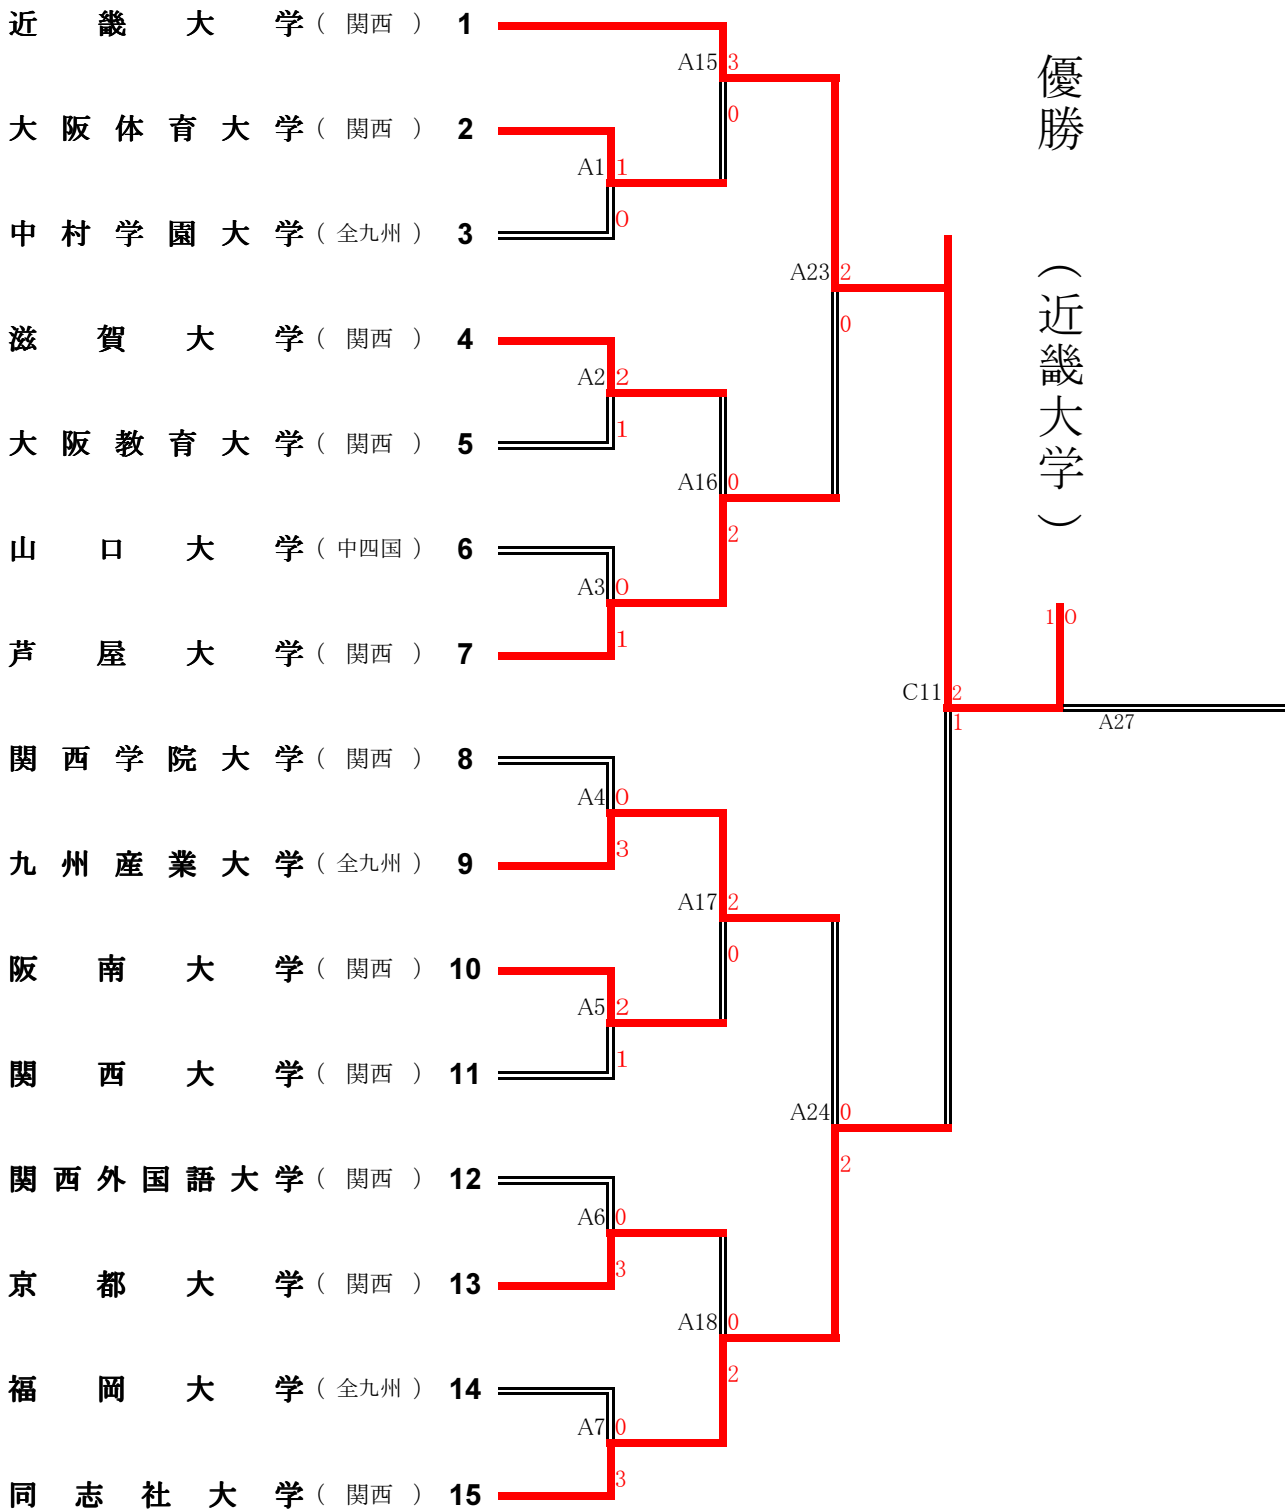 近畿大学（関西）1
A15 3
0
大阪体育大学（関西）2
A1 1
0
中村学園大学（全九州）3
A23 2
0
滋賀大学（関西）4
A2 2
1
大阪教育大学（関西）5
A16 0
2
山口大学（中四国）6
A3 0
1
芦屋大学（関西）7
C11 2
1
関西学院大学（関西）8
A4 0
3
九州産業大学（全九州）9
A17 2
0
阪南大学（関西）10
A5 2
1
関西大学（関西）11
A24 0
2
関西外国語大学（関西）12
A6 0
3
京都大学（関西）13
A18 0
2
福岡大学（全九州）14
A7 0
3
同志社大学（関西）15
優勝
（近畿大学）
1 0
A27